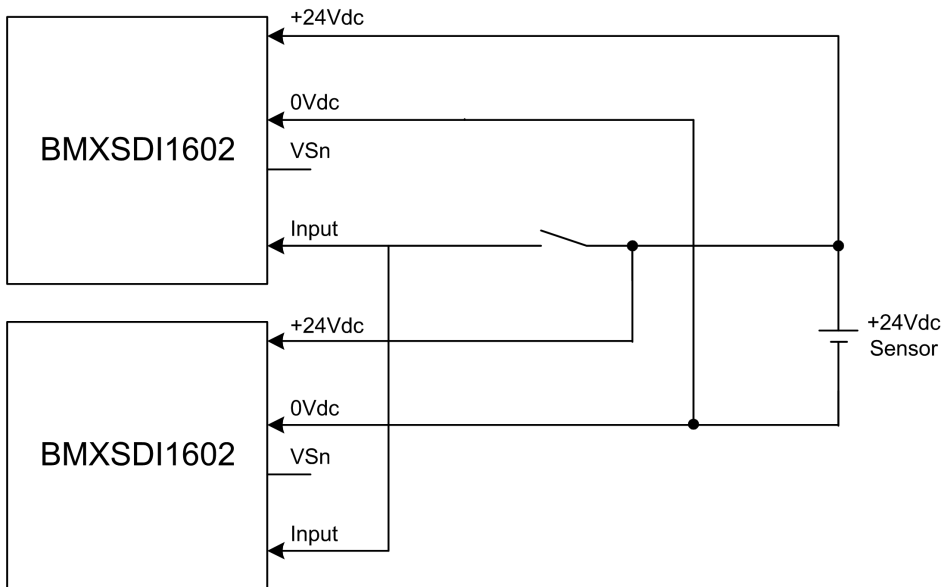 +24Vdc
0Vdc
BMXSDI1602
VSn
Input
+24Vdc
+24Vdc
Sensor
0Vdc
BMXSDI1602
VSn
Input